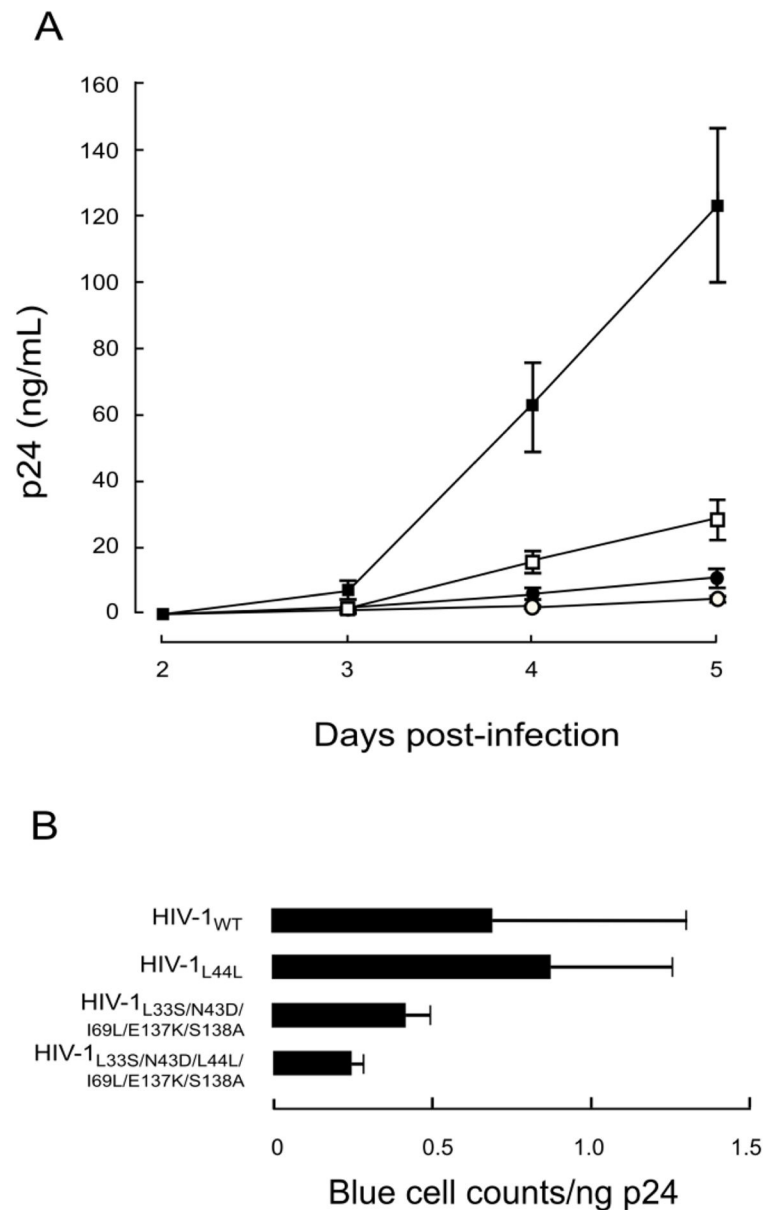 A
160
140
120
100
80
60
40
20
0
p24 (ng/mL)
2 3 4 5
Days post-infection
B
HIV-1WT
HIV-1L44L
HIV-1L33S/N43D/
I69L/E137K/S138A
HIV-1L33S/N43D/L44L/
I69L/E137K/S138A
0 0.5 1.0 1.5
Blue cell counts/ng p24